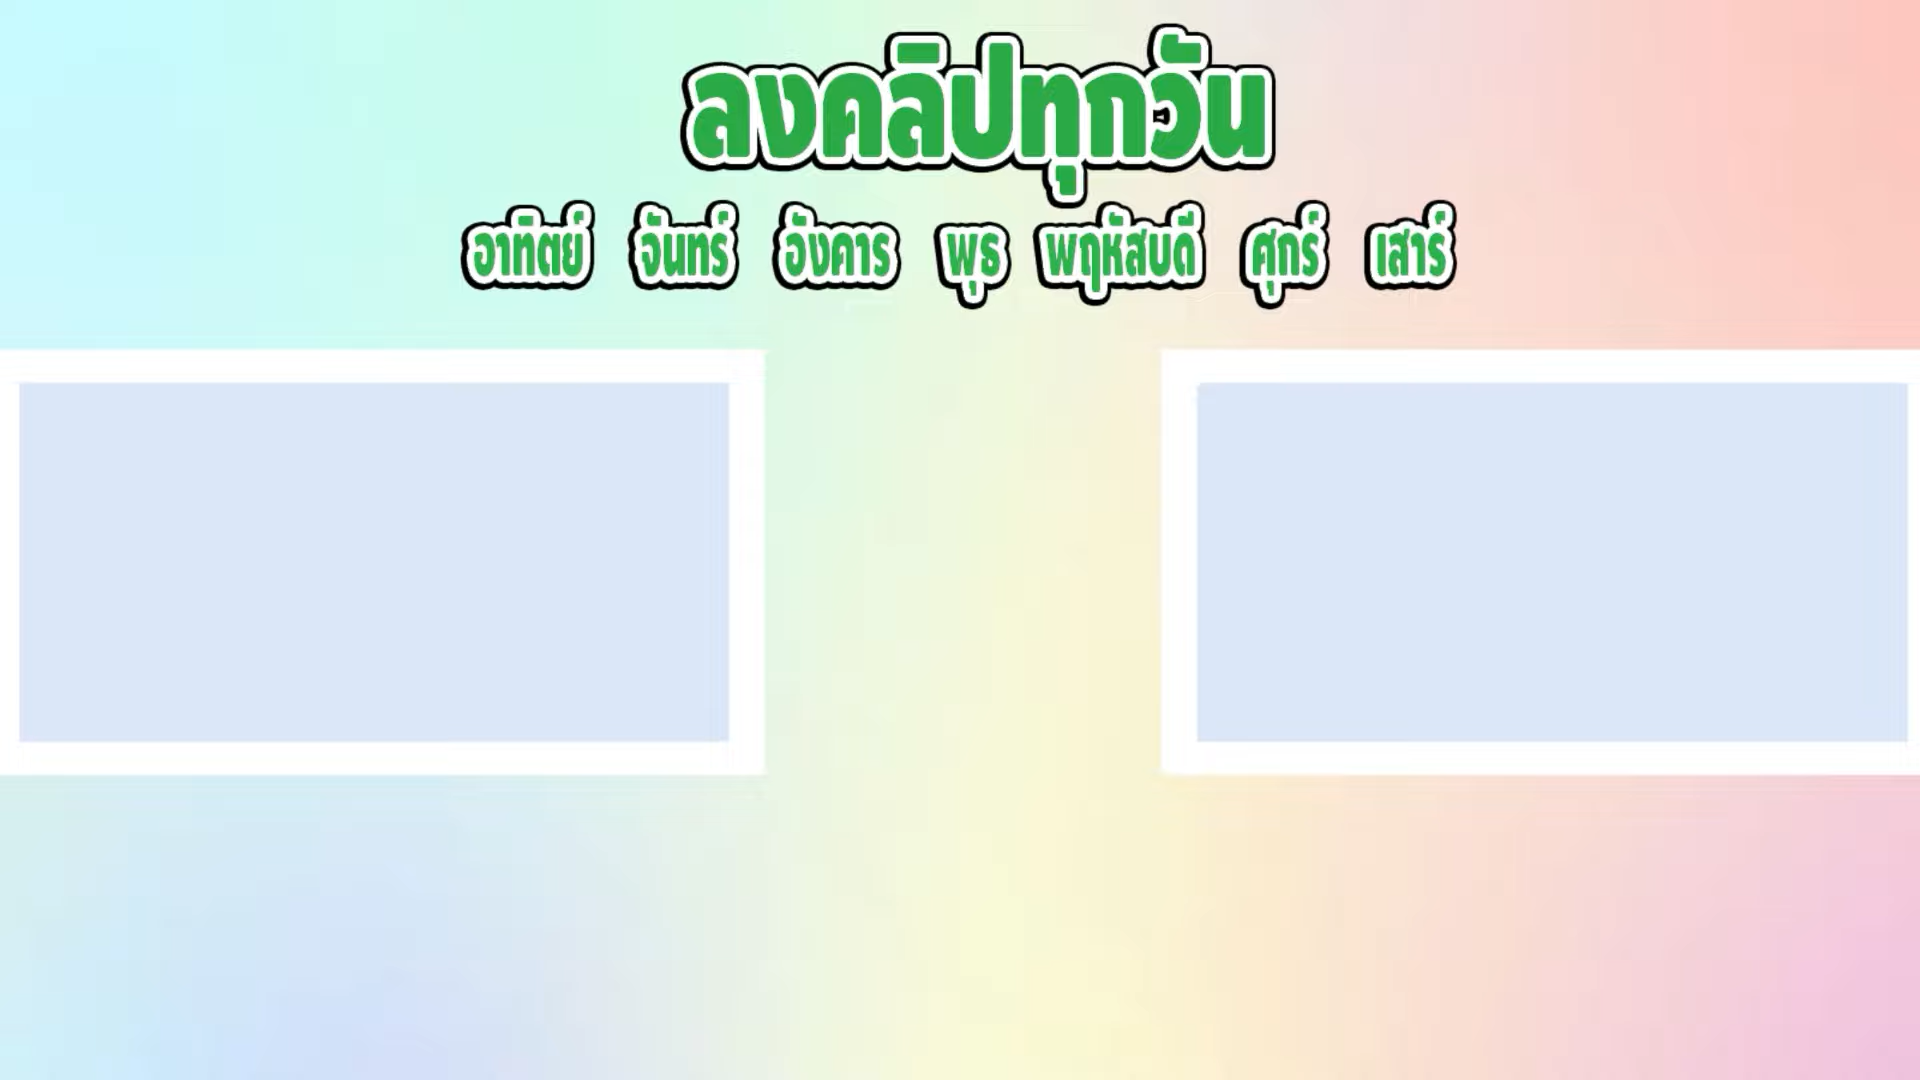 ลงคลิปทุกวัน
อาทิตย์ จันทร์ อังคาร พุธ พฤหัสบดี ศุกร์ เสาร์